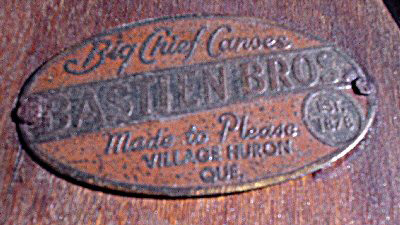 Big Chief Canoes
BASTIEN BROS.
EST.
1878
Made to Please
VILLAGE HURON
QUE.